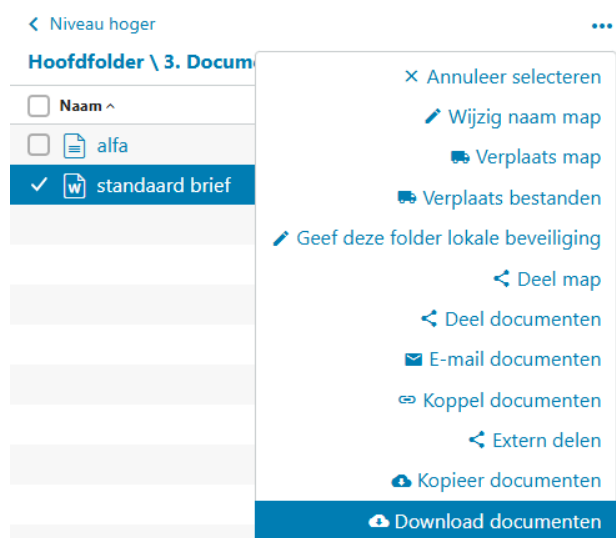 Niveau hoger
Hoofdfolder \ 3. Docum
Annuleer selecteren
Naam
Wijzig naam map
alfa
Verplaats map
standaard brief
Verplaats bestanden
Geef deze folder lokale beveiliging
Deel map
Deel documenten
E-mail documenten
Koppel documenten
Extern delen
Kopieer documenten
Download documenten